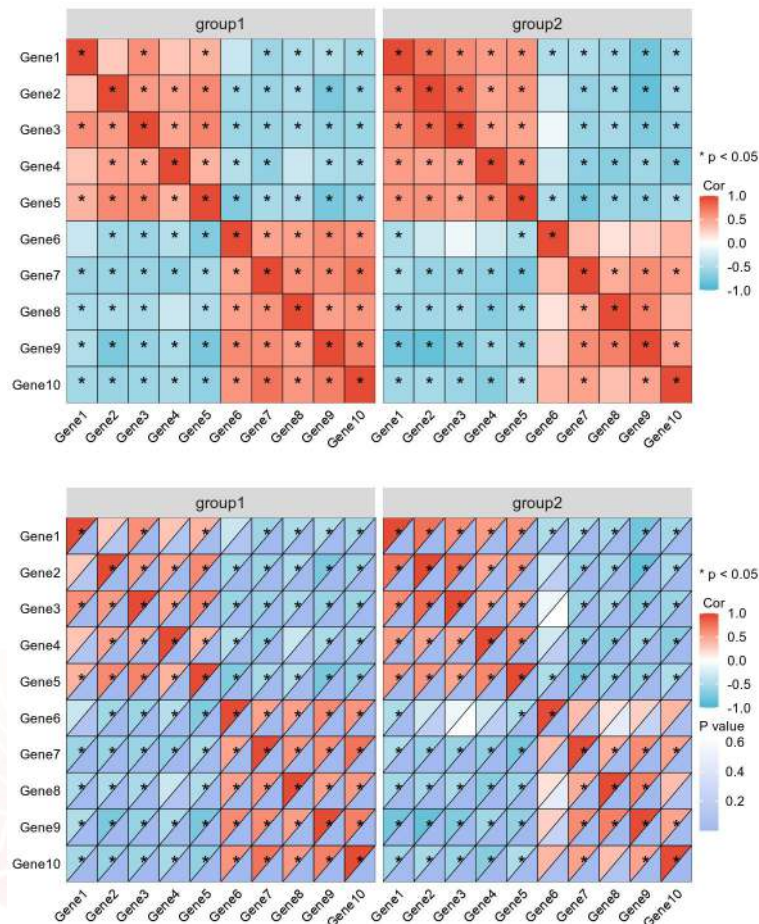 group1 group2
Gene1
Gene2
Gene3
Gene4
Gene5
Gene6
Gene7
Gene8
Gene9
Gene10
* p < 0.05
Cor
1.0
0.5
0.0
-0.5
-1.0
Gene1 Gene2 Gene3 Gene4 Gene5 Gene6 Gene7 Gene8 Gene9 Gene10 Gene1 Gene2 Gene3 Gene4 Gene5 Gene6 Gene7 Gene8 Gene9 Gene10
group1 group2
Gene1
Gene2
Gene3
Gene4
Gene5
Gene6
Gene7
Gene8
Gene9
Gene10
* p < 0.05
Cor
1.0
0.5
0.0
-0.5
-1.0
P value
0.6
0.4
0.2
Gene1 Gene2 Gene3 Gene4 Gene5 Gene6 Gene7 Gene8 Gene9 Gene10 Gene1 Gene2 Gene3 Gene4 Gene5 Gene6 Gene7 Gene8 Gene9 Gene10